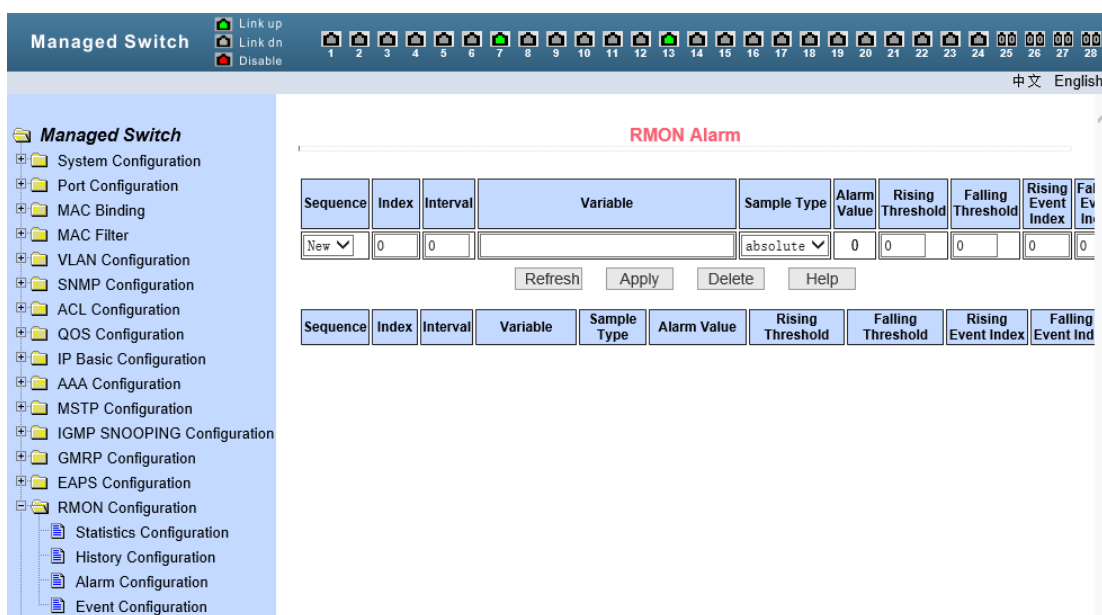 Managed Switch
Link up
Link dn
Disable
1 2 3 4 5 6 7 8 9 10 11 12 13 14 15 16 17 18 19 20 21 22 23 24 25 26 27 28
中文 English
Managed Switch
System Configuration
Port Configuration
MAC Binding
MAC Filter
VLAN Configuration
SNMP Configuration
ACL Configuration
QOS Configuration
IP Basic Configuration
AAA Configuration
MSTP Configuration
IGMP SNOOPING Configuration
GMRP Configuration
EAPS Configuration
RMON Configuration
Statistics Configuration
History Configuration
Alarm Configuration
Event Configuration
RMON Alarm
Sequence Index Interval Variable Sample Type Alarm Value Rising Threshold Falling Threshold Rising Event Index
New 0 0 absolute 0 0 0 0 0
Refresh Apply Delete Help
Sequence Index Interval Variable Sample Type Alarm Value Rising Threshold Falling Threshold Rising Event Index Falling Event Ind